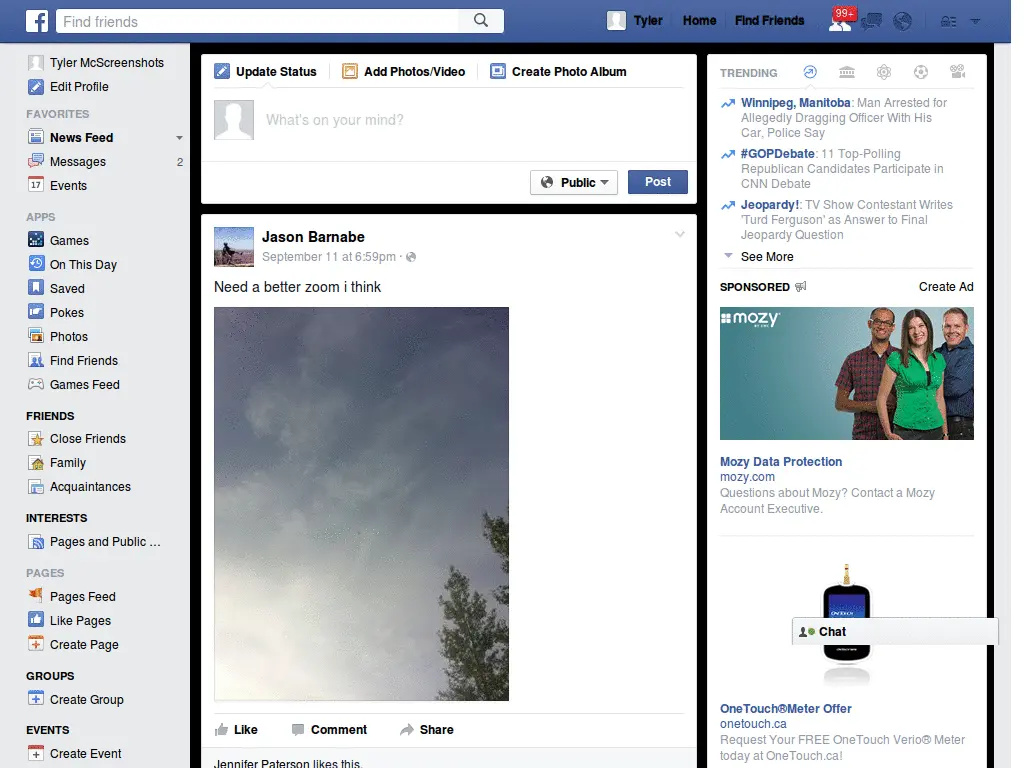 f
Find friends
Tyler
Home
Find Friends
99+
Tyler McScreenshots
Edit Profile
FAVORITES
News Feed
Messages
2
17
Events
APPS
Games
On This Day
Saved
Pokes
Photos
Find Friends
Games Feed
FRIENDS
Close Friends
Family
Acquaintances
INTERESTS
Pages and Public ...
PAGES
Pages Feed
Like Pages
Create Page
GROUPS
Create Group
EVENTS
Create Event
Update Status
Add Photos/Video
Create Photo Album
What's on your mind?
Public
Post
Jason Barnabe
September 11 at 6:59pm ·
Need a better zoom i think
Like
Comment
Share
Jennifer Paterson likes this.
TRENDING
Winnipeg, Manitoba: Man Arrested for
Allegedly Dragging Officer With His
Car, Police Say
#GOPDebate: 11 Top-Polling
Republican Candidates Participate in
CNN Debate
Jeopardy!: TV Show Contestant Writes
'Turd Ferguson' as Answer to Final
Jeopardy Question
See More
SPONSORED
Create Ad
mozy
Mozy Data Protection
mozy.com
Questions about Mozy? Contact a Mozy
Account Executive.
Chat
OneTouch®Meter Offer
onetouch.ca
Request Your FREE OneTouch Verio® Meter
today at OneTouch.ca!